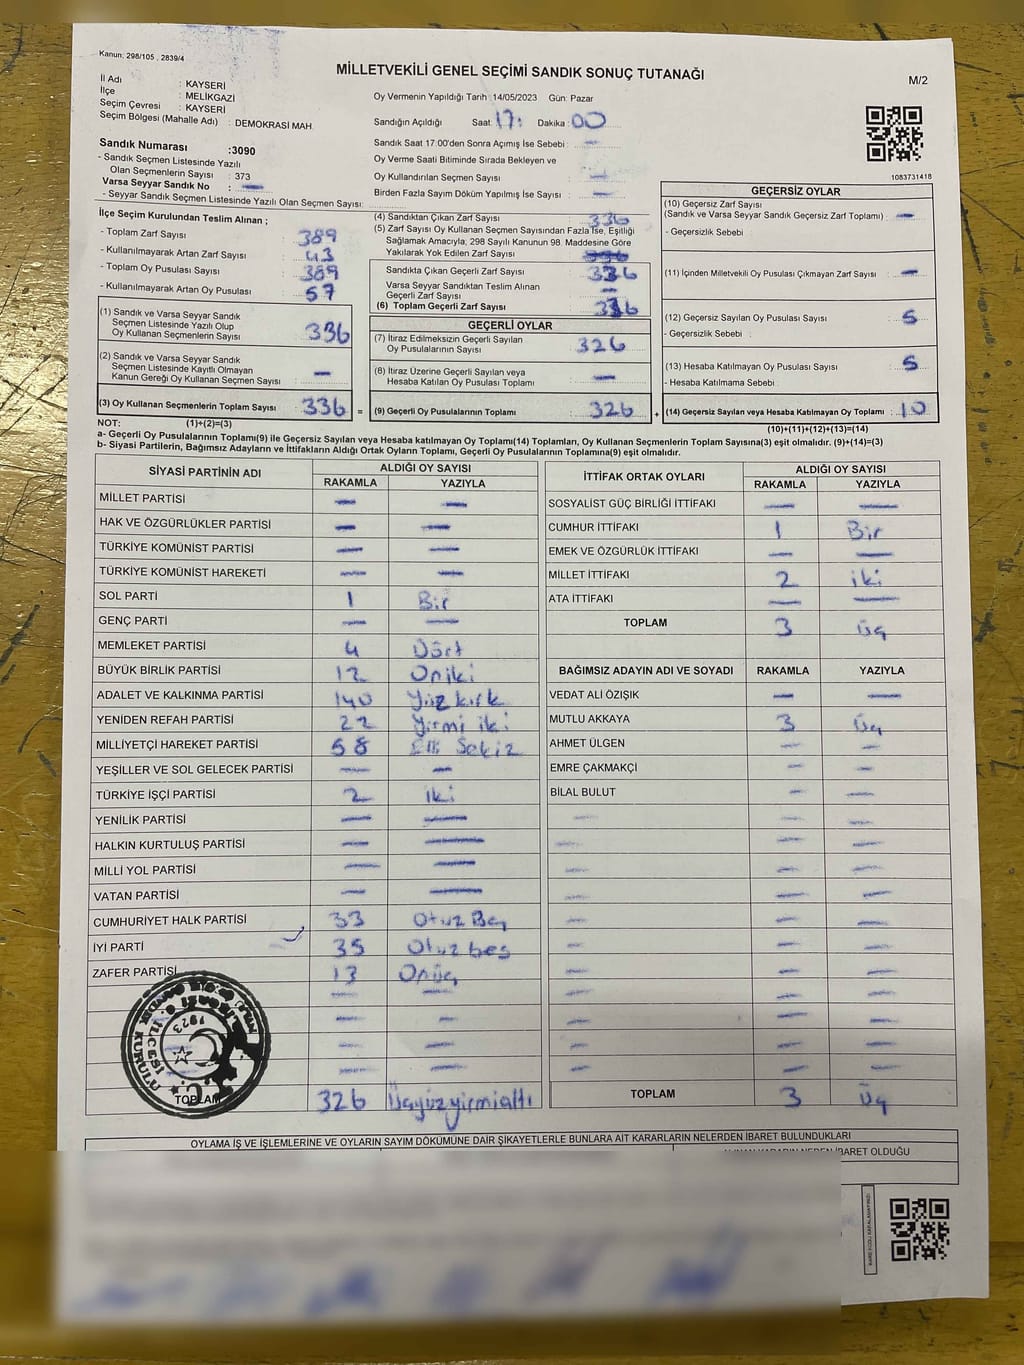 Kanun: 298/105 , 2839/4
MİLLETVEKİLİ GENEL SEÇİMİ SANDIK SONUÇ TUTANAĞI
M/2
İl Adı : KAYSERİ
İlçe : MELİKGAZİ
Seçim Çevresi : KAYSERİ
Seçim Bölgesi (Mahalle Adı) : DEMOKRASİ MAH.
Sandık Numarası :3090
- Sandık Seçmen Listesinde Yazılı
Olan Seçmenlerin Sayısı : 373
Varsa Seyyar Sandık No : —
- Seyyar Sandık Seçmen Listesinde Yazılı Olan Seçmen Sayısı:
Oy Vermenin Yapıldığı Tarih :14/05/2023 Gün: Pazar
Sandığın Açıldığı Saat :17: Dakika :00
Sandık Saat 17.00'den Sonra Açımış İse Sebebi : —
Oy Verme Saati Bitiminde Sırada Bekleyen ve
Oy Kullandırılan Seçmen Sayısı : —
Birden Fazla Sayım Döküm Yapılmış İse Sayısı : —
1083731418
İlçe Seçim Kurulundan Teslim Alınan ;
- Toplam Zarf Sayısı : 389
- Kullanılmayarak Artan Zarf Sayısı : 43
- Toplam Oy Pusulası Sayısı : 389
- Kullanılmayarak Artan Oy Pusulası : 57
(1) Sandık ve Varsa Seyyar Sandık
Seçmen Listesinde Yazılı Olup
Oy Kullanan Seçmenlerin Sayısı : 336
(2) Sandık ve Varsa Seyyar Sandık
Seçmen Listesinde Kayıtlı Olmayan
Kanun Gereği Oy Kullanan Seçmen Sayısı : —
(3) Oy Kullanan Seçmenlerin Toplam Sayısı : 336 =
(1)+(2)=(3)
(4) Sandıktan Çıkan Zarf Sayısı : 336
(5) Zarf Sayısı Oy Kullanan Seçmen Sayısından Fazla İse, Eşitliği
Sağlamak Amacıyla, 298 Sayılı Kanunun 98. Maddesine Göre
Yakılarak Yok Edilen Zarf Sayısı :
Sandıkta Çıkan Geçerli Zarf Sayısı : 336
Varsa Seyyar Sandıktan Teslim Alınan
Geçerli Zarf Sayısı : —
(6) Toplam Geçerli Zarf Sayısı : 336
GEÇERLİ OYLAR
(7) İtiraz Edilmeksizin Geçerli Sayılan
Oy Pusulalarının Sayısı : 326
(8) İtiraz Üzerine Geçerli Sayılan veya
Hesaba Katılan Oy Pusulası Toplamı : —
(9) Geçerli Oy Pusulalarının Toplamı : 326 +
GEÇERSİZ OYLAR
(10) Geçersiz Zarf Sayısı
(Sandık ve Varsa Seyyar Sandık Geçersiz Zarf Toplamı) : —
- Geçersizlik Sebebi :
(11) İçinden Milletvekili Oy Pusulası Çıkmayan Zarf Sayısı : —
(12) Geçersiz Sayılan Oy Pusulası Sayısı : 5
- Geçersizlik Sebebi :
(13) Hesaba Katılmayan Oy Pusulası Sayısı : 5
- Hesaba Katılmama Sebebi :
(14) Geçersiz Sayılan veya Hesaba Katılmayan Oy Toplamı : 10
(10)+(11)+(12)+(13)=(14)
NOT:
a- Geçerli Oy Pusulalarının Toplamı(9) ile Geçersiz Sayılan veya Hesaba katılmayan Oy Toplamı(14) Toplamları, Oy Kullanan Seçmenlerin Toplam Sayısına(3) eşit olmalıdır. (9)+(14)=(3)
b- Siyasi Partilerin, Bağımsız Adayların ve İttifakların Aldığı Ortak Oyların Toplamı, Geçerli Oy Pusulalarının Toplamına(9) eşit olmalıdır.
SİYASİ PARTİNİN ADI ALDIĞI OY SAYISI
RAKAMLA YAZIYLA
MİLLET PARTİSİ — —
HAK VE ÖZGÜRLÜKLER PARTİSİ — —
TÜRKİYE KOMÜNİST PARTİSİ — —
TÜRKİYE KOMÜNİST HAREKETİ — —
SOL PARTİ 1 Bir
GENÇ PARTİ — —
MEMLEKET PARTİSİ 4 Dört
BÜYÜK BİRLİK PARTİSİ 12 Oniki
ADALET VE KALKINMA PARTİSİ 140 Yüz kırk
YENİDEN REFAH PARTİSİ 22 Yirmi iki
MİLLİYETÇİ HAREKET PARTİSİ 58 Elli Sekiz
YEŞİLLER VE SOL GELECEK PARTİSİ — —
TÜRKİYE İŞÇİ PARTİSİ 2 İki
YENİLİK PARTİSİ — —
HALKIN KURTULUŞ PARTİSİ — —
MİLLİ YOL PARTİSİ — —
VATAN PARTİSİ — —
CUMHURİYET HALK PARTİSİ 33 Otuz Beş
İYİ PARTİ 35 Otuz beş
ZAFER PARTİSİ 13 Onüç
TOPLAM 326 Üçyüzyirmialtı
İTTİFAK ORTAK OYLARI ALDIĞI OY SAYISI
RAKAMLA YAZIYLA
SOSYALİST GÜÇ BİRLİĞİ İTTİFAKI — —
CUMHUR İTTİFAKI 1 Bir
EMEK VE ÖZGÜRLÜK İTTİFAKI — —
MİLLET İTTİFAKI 2 iki
ATA İTTİFAKI — —
TOPLAM 3 Üç
BAĞIMSIZ ADAYIN ADI VE SOYADI RAKAMLA YAZIYLA
VEDAT ALİ ÖZIŞIK — —
MUTLU AKKAYA 3 Üç
AHMET ÜLGEN — —
EMRE ÇAKMAKÇI — —
BİLAL BULUT — —
TOPLAM 3 Üç
OYLAMA İŞ VE İŞLEMLERİNE VE OYLARIN SAYIM DÖKÜMÜNE DAİR ŞİKAYETLERLE BUNLARA AİT KARARLARIN NELERDEN İBARET BULUNDUKLARI
İBARET OLDUĞU